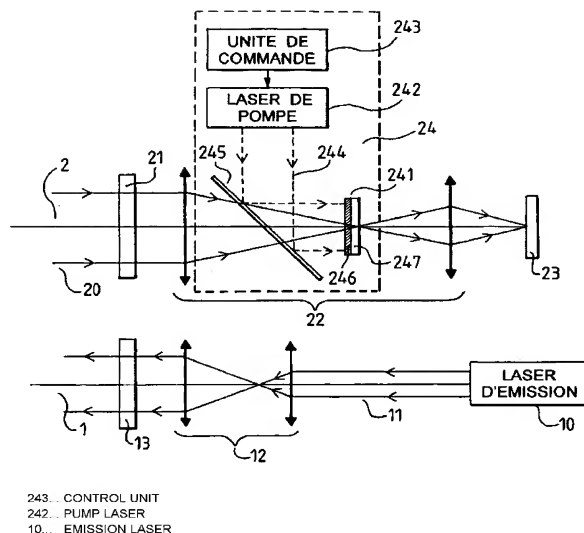 UNITE DE
COMMANDE
243
LASER DE
POMPE
242
24
245
244
241
21
2
20
246
247
23
22
LASER
D'EMISSION
1
13
12
11
10
243... CONTROL UNIT
242... PUMP LASER
10... EMISSION LASER